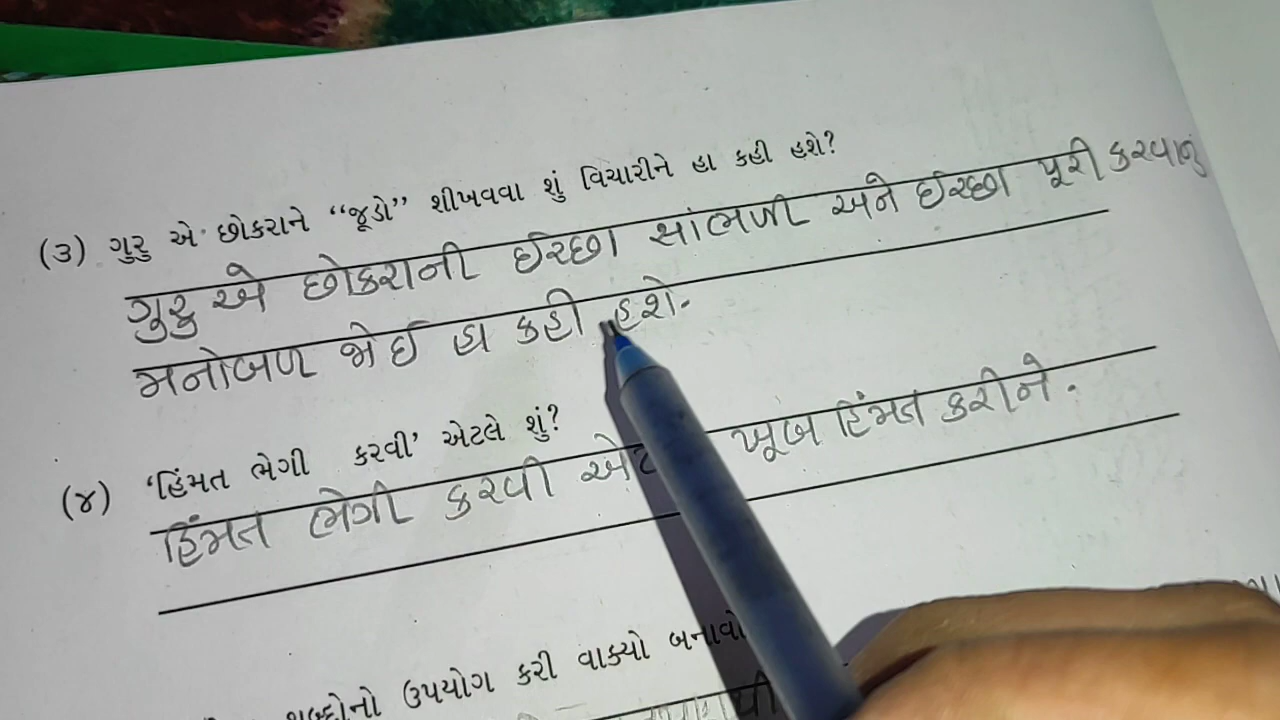 (૩) ગુરુ એ છોકરાને “જૂડો” શીખવવા શું વિચારીને હા કહી હશે?
ગુરુ એ છોકરાની ઈચ્છા સાંભળી અને ઈચ્છા પૂરી કરવાનું
મનોબળ જોઈ હા કહી હશે.
(૪) ‘હિંમત ભેગી કરવી’ એટલે શું?
હિંમત ભેગી કરવી ખૂબ હિંમત કરીને.
શબ્દોનો ઉપયોગ કરી વાક્યો બનાવો